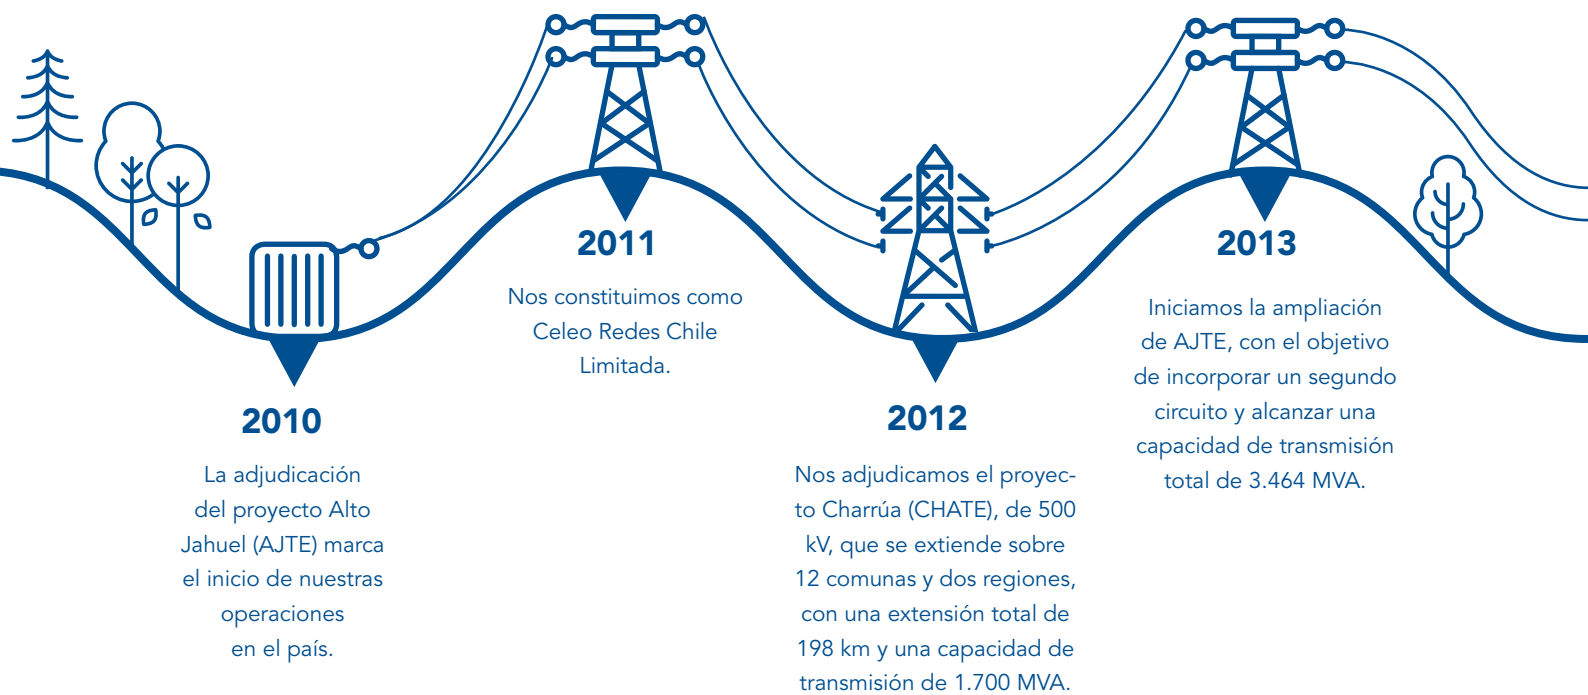 2010
La adjudicación
del proyecto Alto
Jahuel (AJTE) marca
el inicio de nuestras
operaciones
en el país.
2011
Nos constituimos como
Celeo Redes Chile
Limitada.
2012
Nos adjudicamos el proyec-
to Charrúa (CHATE), de 500
kV, que se extiende sobre
12 comunas y dos regiones,
con una extensión total de
198 km y una capacidad de
transmisión de 1.700 MVA.
2013
Iniciamos la ampliación
de AJTE, con el objetivo
de incorporar un segundo
circuito y alcanzar una
capacidad de transmisión
total de 3.464 MVA.